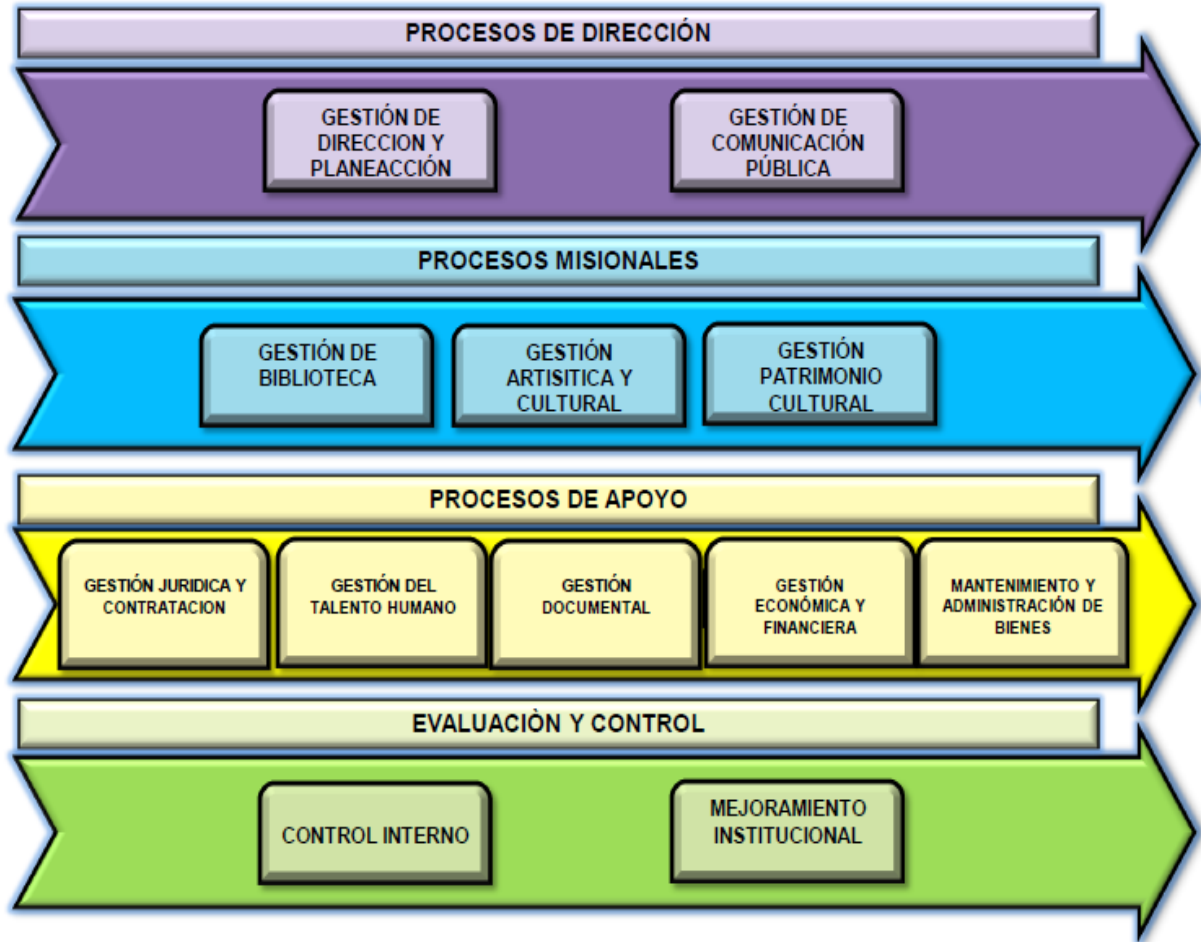 PROCESOS DE DIRECCIÓN
GESTIÓN DE
DIRECCION Y
PLANEACCIÓN
GESTIÓN DE
COMUNICACIÓN
PÚBLICA
PROCESOS MISIONALES
GESTIÓN DE
BIBLIOTECA
GESTIÓN
ARTISITICA Y
CULTURAL
GESTIÓN
PATRIMONIO
CULTURAL
PROCESOS DE APOYO
GESTIÓN JURIDICA Y
CONTRATACION
GESTIÓN DEL
TALENTO HUMANO
GESTIÓN
DOCUMENTAL
GESTIÓN
ECONÓMICA Y
FINANCIERA
MANTENIMIENTO Y
ADMINISTRACIÓN DE
BIENES
EVALUACIÒN Y CONTROL
CONTROL INTERNO
MEJORAMIENTO
INSTITUCIONAL